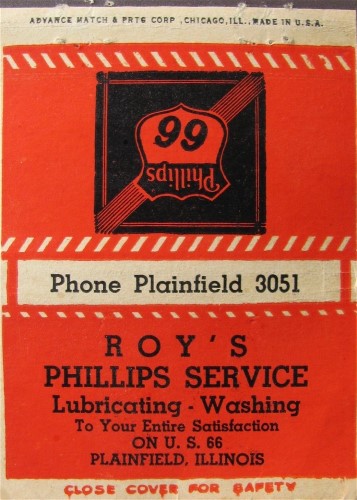 ADVANCE MATCH & PRTG CORP., CHICAGO, ILL., MADE IN U.S.A.
Phillips
66
Phone Plainfield 3051
ROY'S
PHILLIPS SERVICE
Lubricating - Washing
To Your Entire Satisfaction
ON U. S. 66
PLAINFIELD, ILLINOIS
CLOSE COVER FOR SAFETY